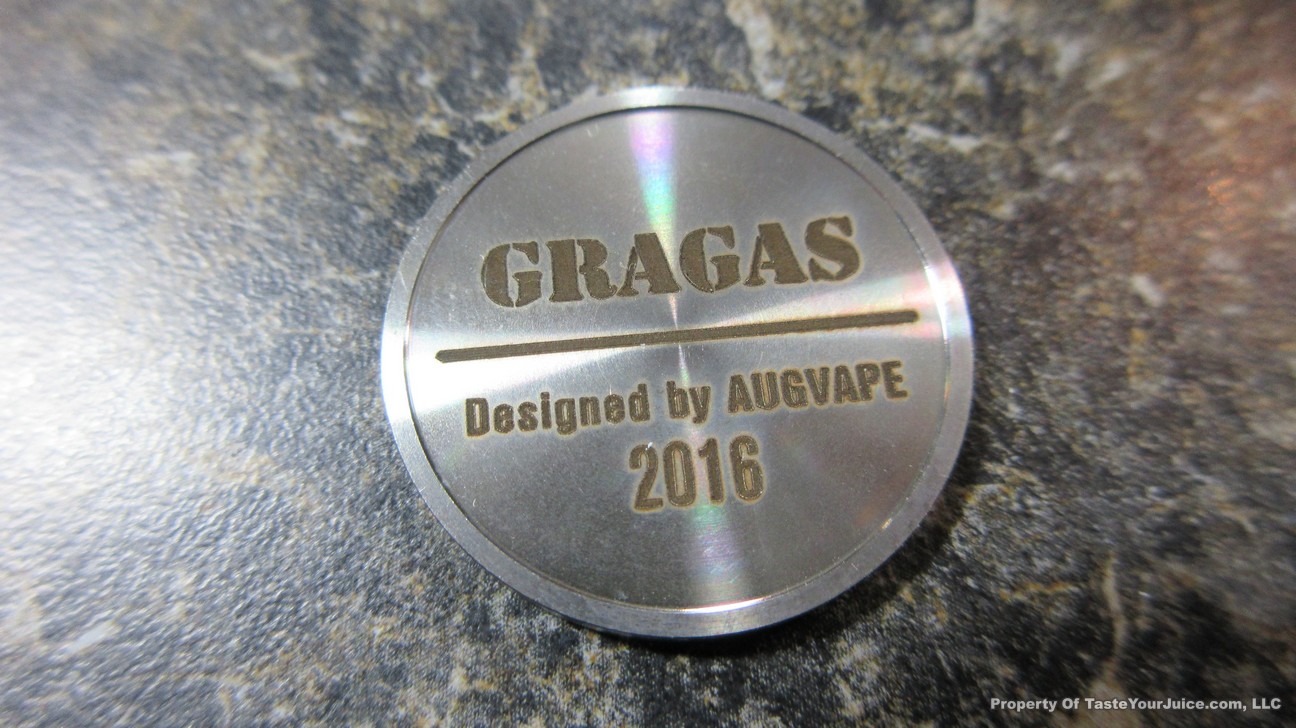 GRAGAS
Designed by AUGVAPE
2016
Property Of TasteYourJuice.com, LLC